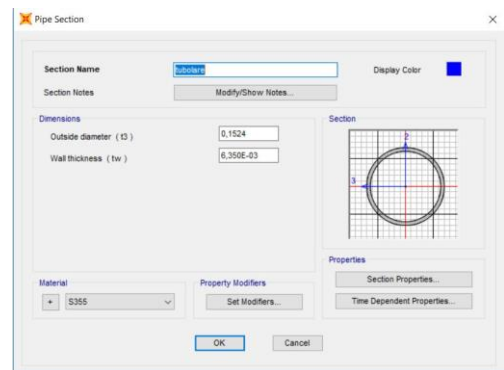 Pipe Section
Section Name
tubolare
Display Color
Section Notes
Modify/Show Notes...
Dimensions
Outside diameter ( t3 )
0,1524
Wall thickness ( tw )
6,350E-03
Section
2
3
Properties
Section Properties...
Time Dependent Properties...
Material
+
S355
Property Modifiers
Set Modifiers...
OK
Cancel